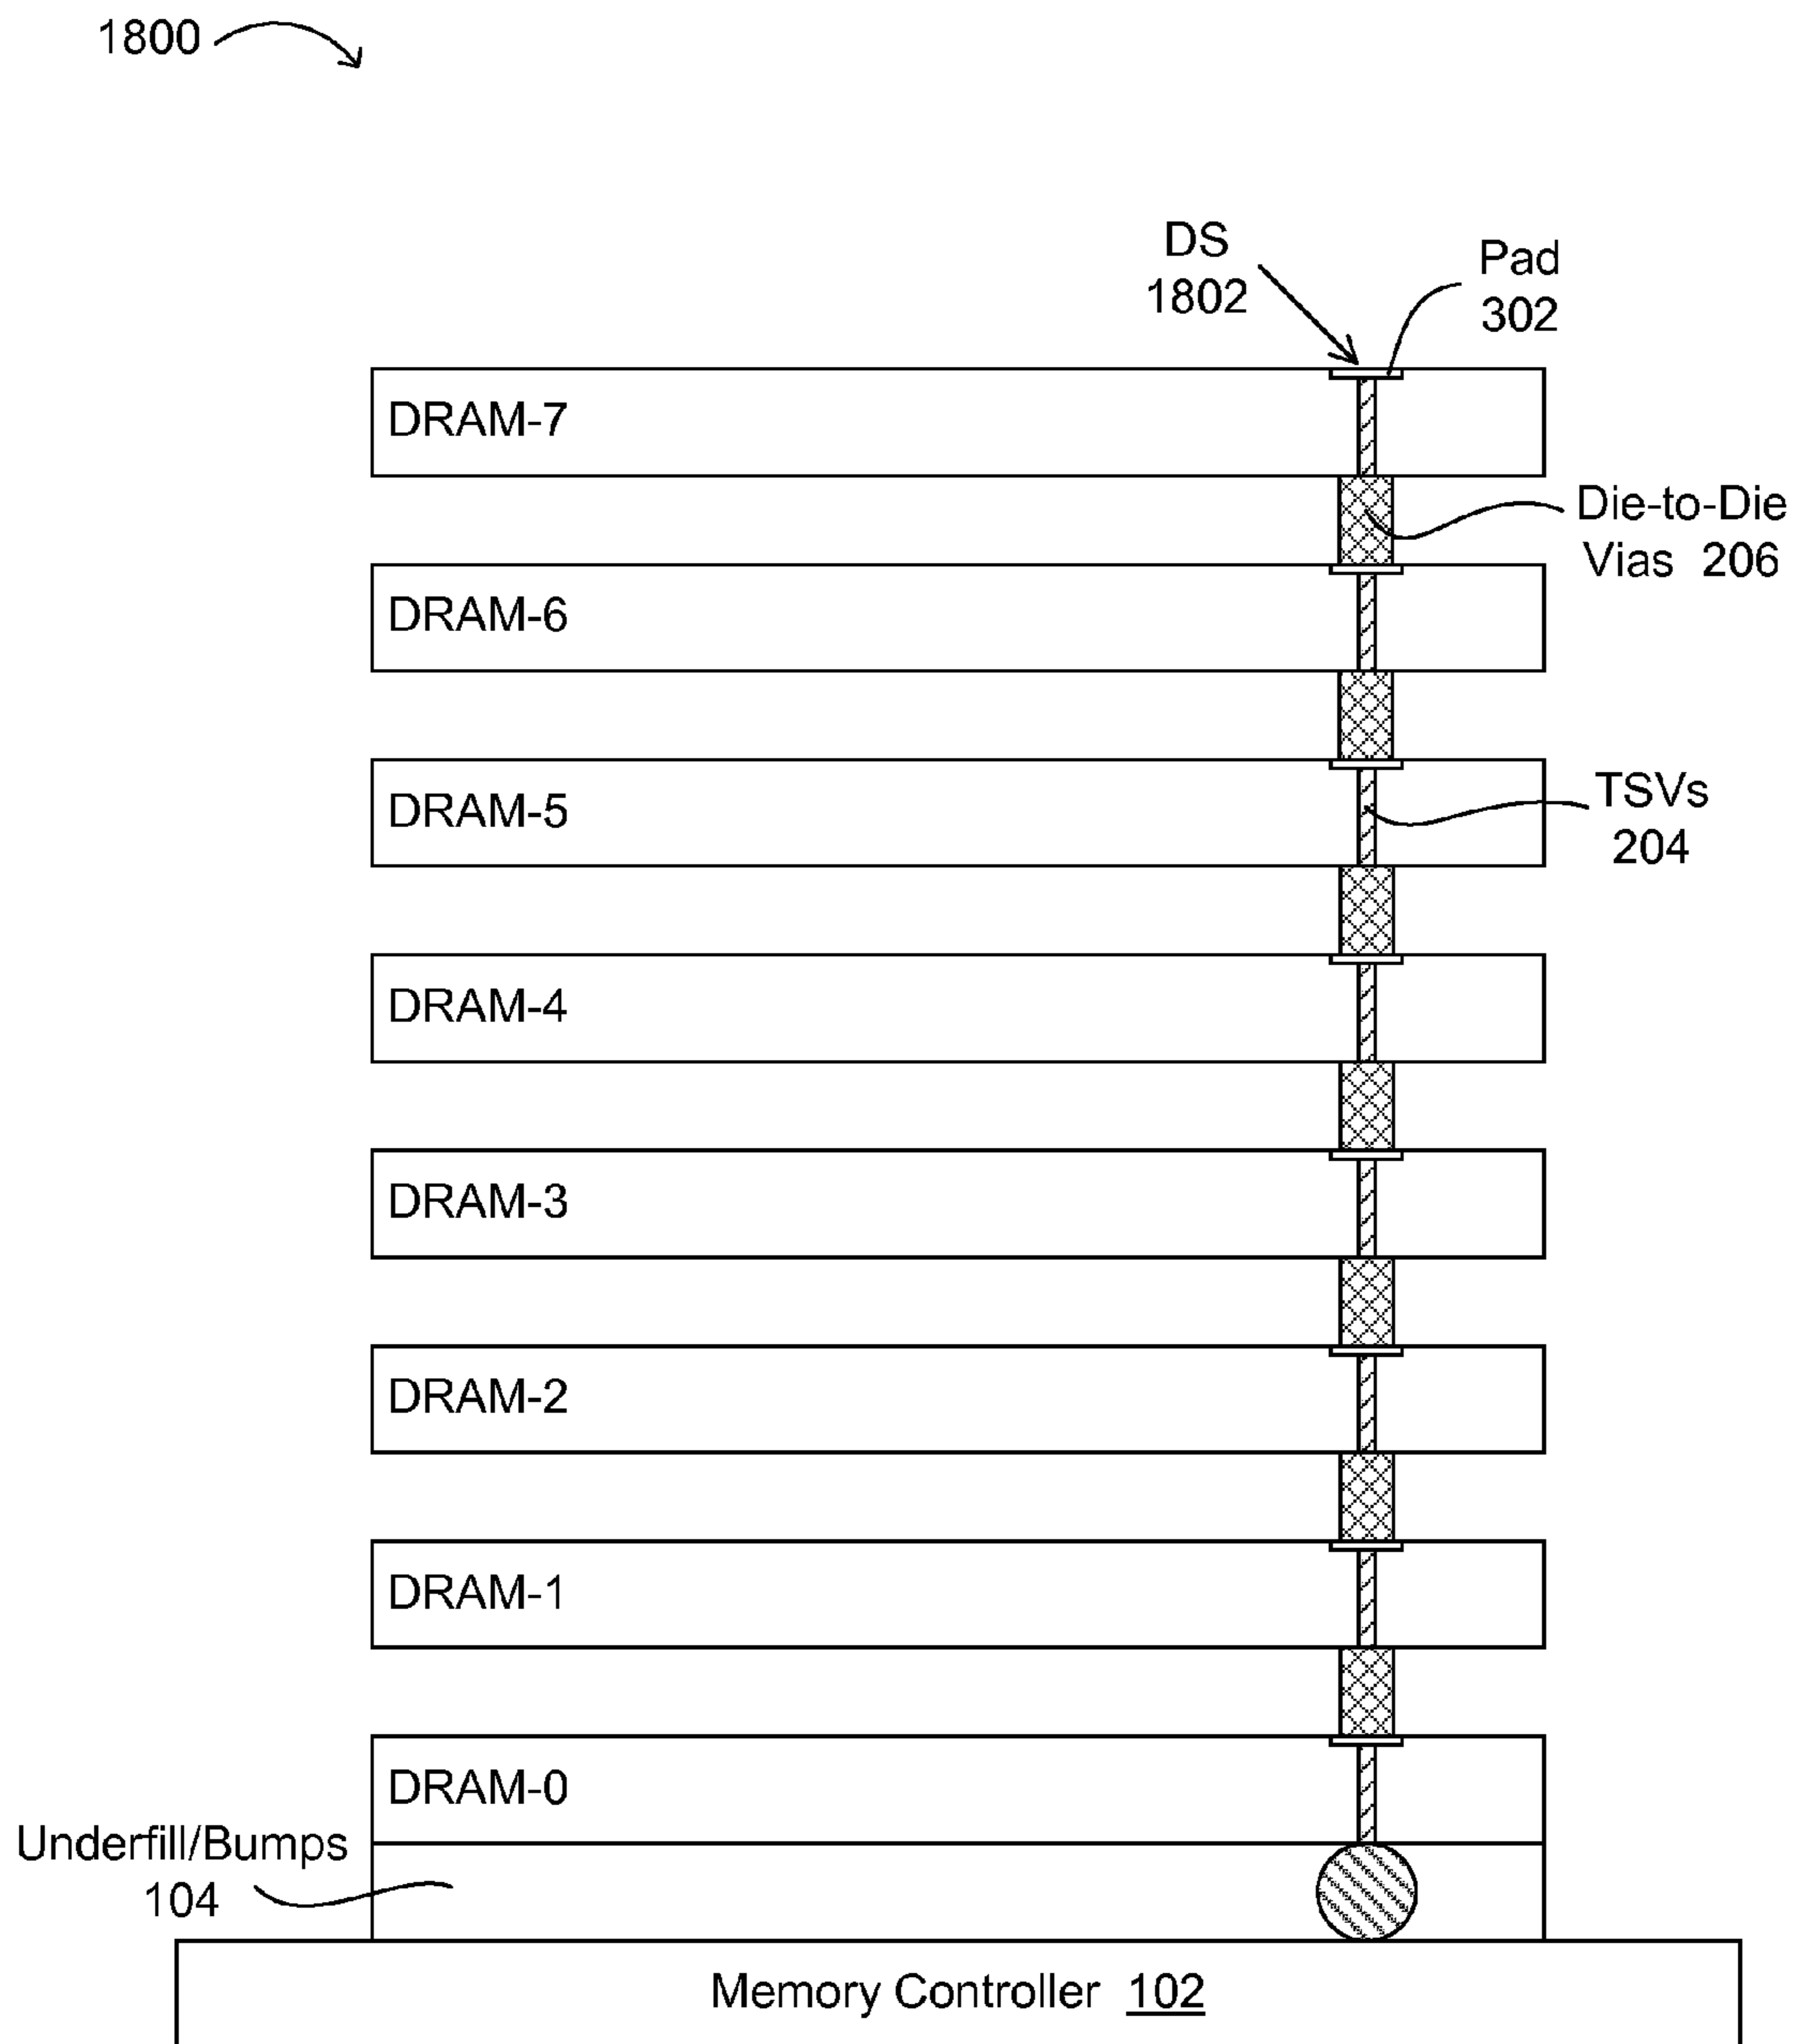 1800
DS
1802
Pad
302
DRAM-7
Die-to-Die
Vias 206
DRAM-6
TSVs
204
DRAM-5
DRAM-4
DRAM-3
DRAM-2
DRAM-1
DRAM-0
Underfill/Bumps
104
Memory Controller 102